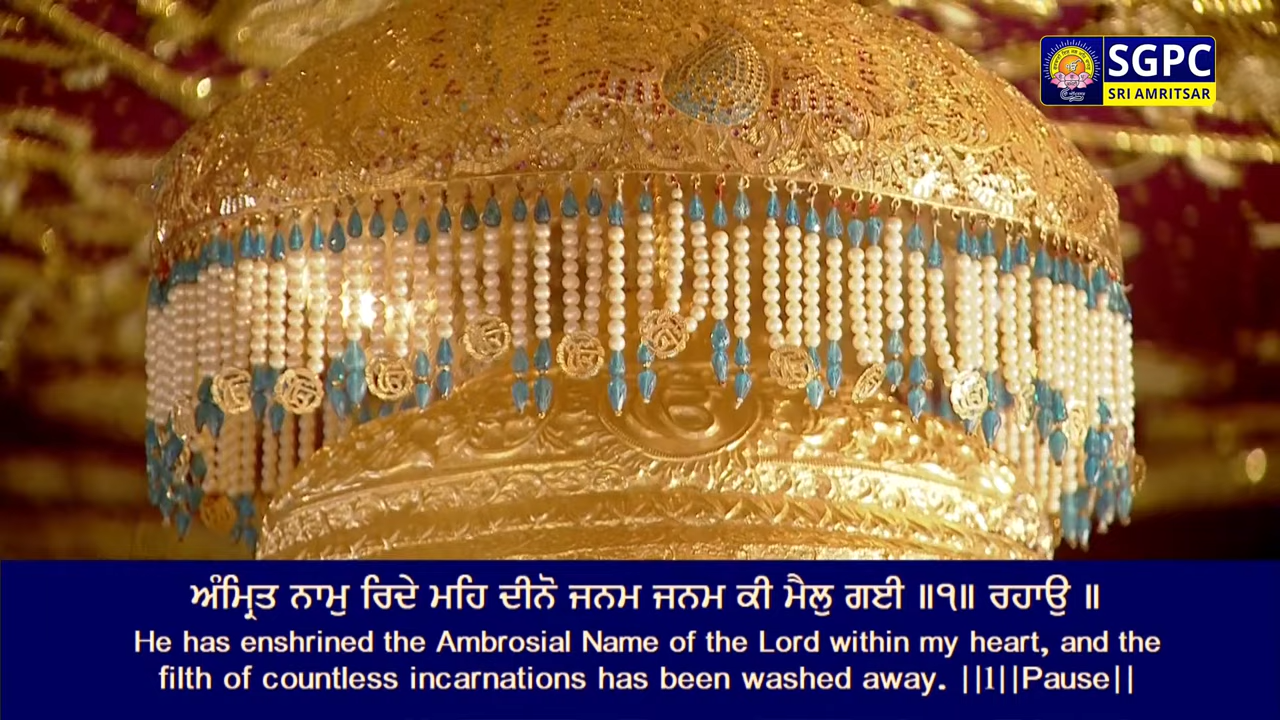 SGPC
SRI AMRITSAR
ਅੰਮ੍ਰਿਤ ਨਾਮੁ ਰਿਦੇ ਮਹਿ ਦੀਨੋ ਜਨਮ ਜਨਮ ਕੀ ਮੈਲੁ ਗਈ ॥੧॥ ਰਹਾਉ ॥
He has enshrined the Ambrosial Name of the Lord within my heart, and the
filth of countless incarnations has been washed away. ||1||Pause||